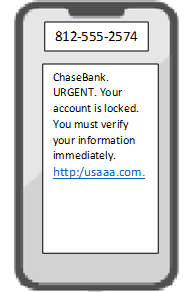 812-555-2574
ChaseBank.
URGENT. Your
account is locked.
You must verify
your information
immediately.
http:/usaaa.com.